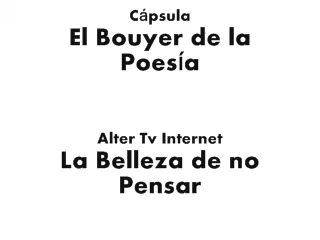 Cápsula
El Bouyer de la
Poesía
Alter Tv Internet
La Belleza de no
Pensar